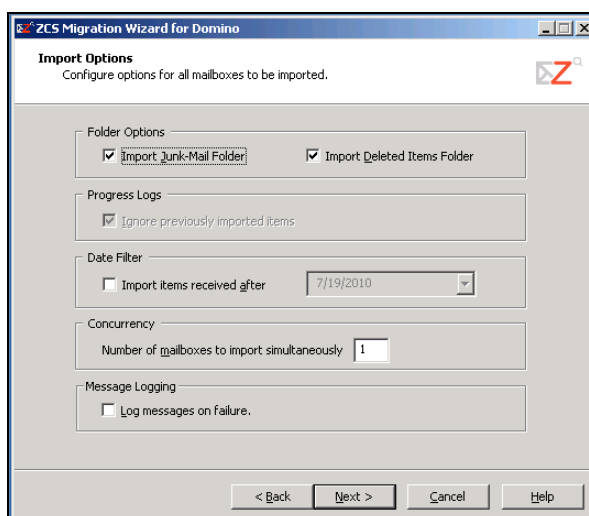 ZCS Migration Wizard for Domino
Import Options
Configure options for all mailboxes to be imported.
Folder Options
Import Junk-Mail Folder
Import Deleted Items Folder
Progress Logs
Ignore previously imported items
Date Filter
Import items received after 7/19/2010
Concurrency
Number of mailboxes to import simultaneously 1
Message Logging
Log messages on failure.
< Back Next > Cancel Help